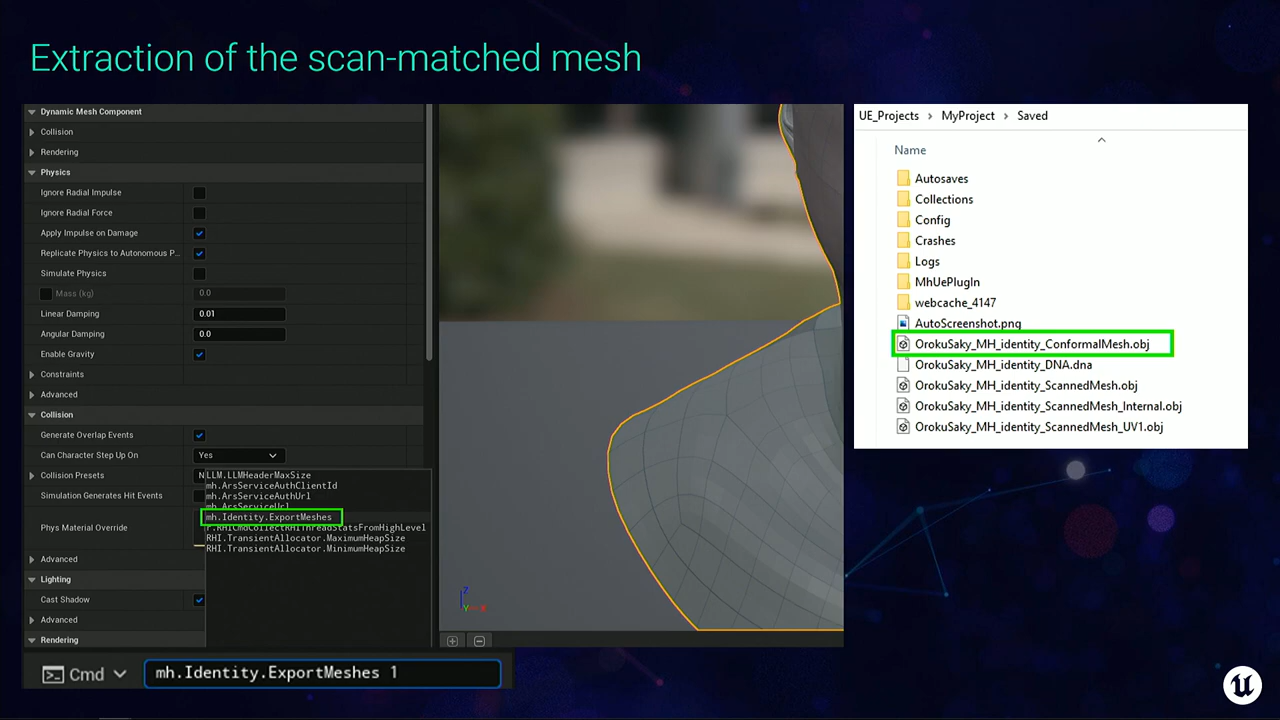 Extraction of the scan-matched mesh
Dynamic Mesh Component
Collision
Rendering
Physics
Ignore Radial Impulse
Ignore Radial Force
Apply Impulse on Damage
Replicate Physics to Autonomous P...
Simulate Physics
Mass (kg) 0.0
Linear Damping 0.01
Angular Damping 0.0
Enable Gravity
Constraints
Advanced
Collision
Generate Overlap Events
Can Character Step Up On Yes
Collision Presets N
Simulation Generates Hit Events
Phys Material Override
Advanced
Lighting
Cast Shadow
Advanced
Rendering
LLM.LLMHeaderMaxSize
mh.ArsServiceAuthClientId
mh.ArsServiceAuthUrl
mh.ArsServiceUrl
mh.Identity.ExportMeshes
r.RHICmdCollectRHIThreadStatsFromHighLevel
RHI.TransientAllocator.MaximumHeapSize
RHI.TransientAllocator.MinimumHeapSize
Cmd mh.Identity.ExportMeshes 1
Z
Y X
UE_Projects > MyProject > Saved
Name
Autosaves
Collections
Config
Crashes
Logs
MhUePlugIn
webcache_4147
AutoScreenshot.png
OrokuSaky_MH_identity_ConformalMesh.obj
OrokuSaky_MH_identity_DNA.dna
OrokuSaky_MH_identity_ScannedMesh.obj
OrokuSaky_MH_identity_ScannedMesh_Internal.obj
OrokuSaky_MH_identity_ScannedMesh_UV1.obj